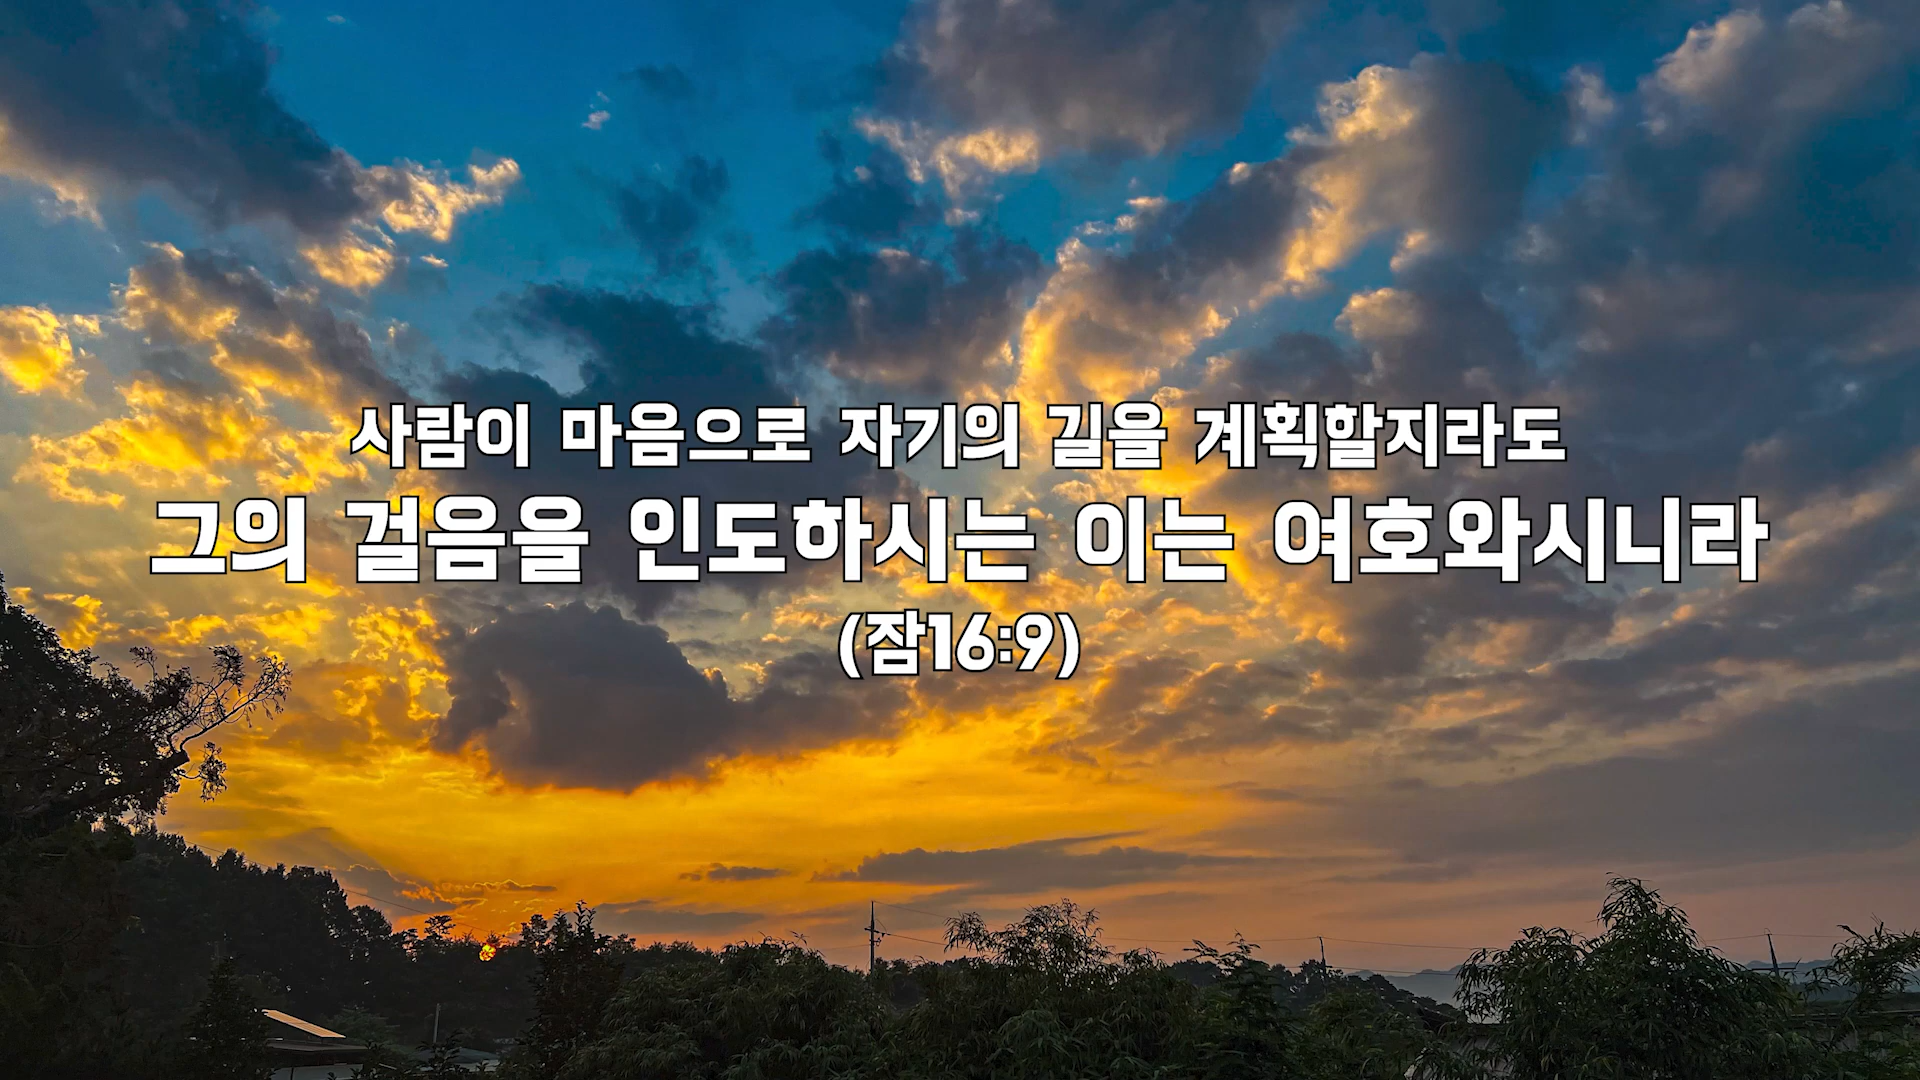 사람이 마음으로 자기의 길을 계획할지라도
그의 걸음을 인도하시는 이는 여호와시니라
(잠16:9)